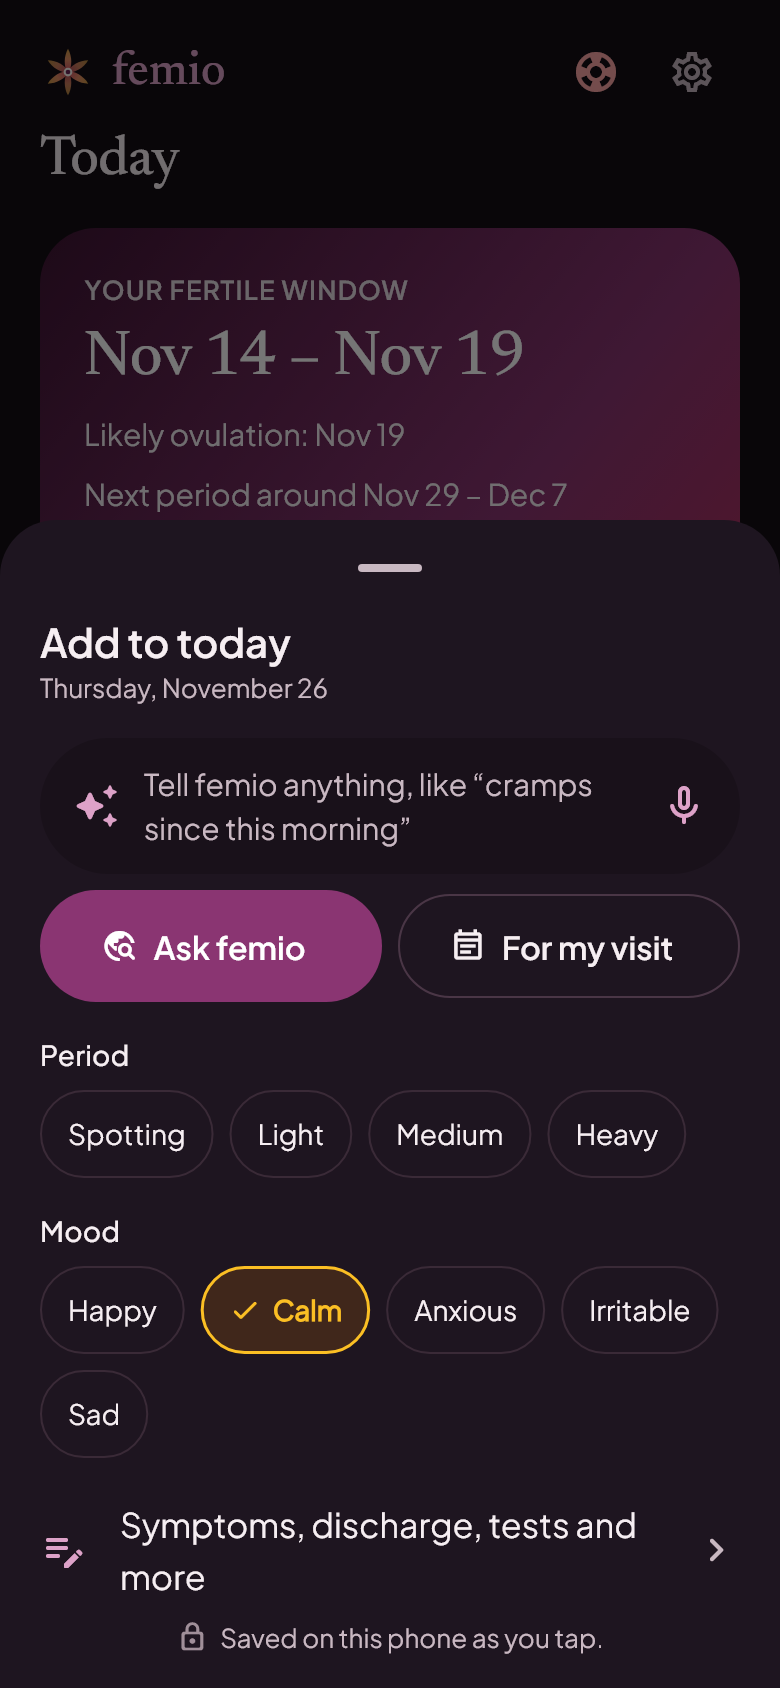 femio
Today
YOUR FERTILE WINDOW
Nov 14 – Nov 19
Likely ovulation: Nov 19
Next period around Nov 29 – Dec 7
Add to today
Thursday, November 26
Tell femio anything, like “cramps
since this morning”
Ask femio
For my visit
Period
Spotting
Light
Medium
Heavy
Mood
Happy
Calm
Anxious
Irritable
Sad
Symptoms, discharge, tests and
more
Saved on this phone as you tap.